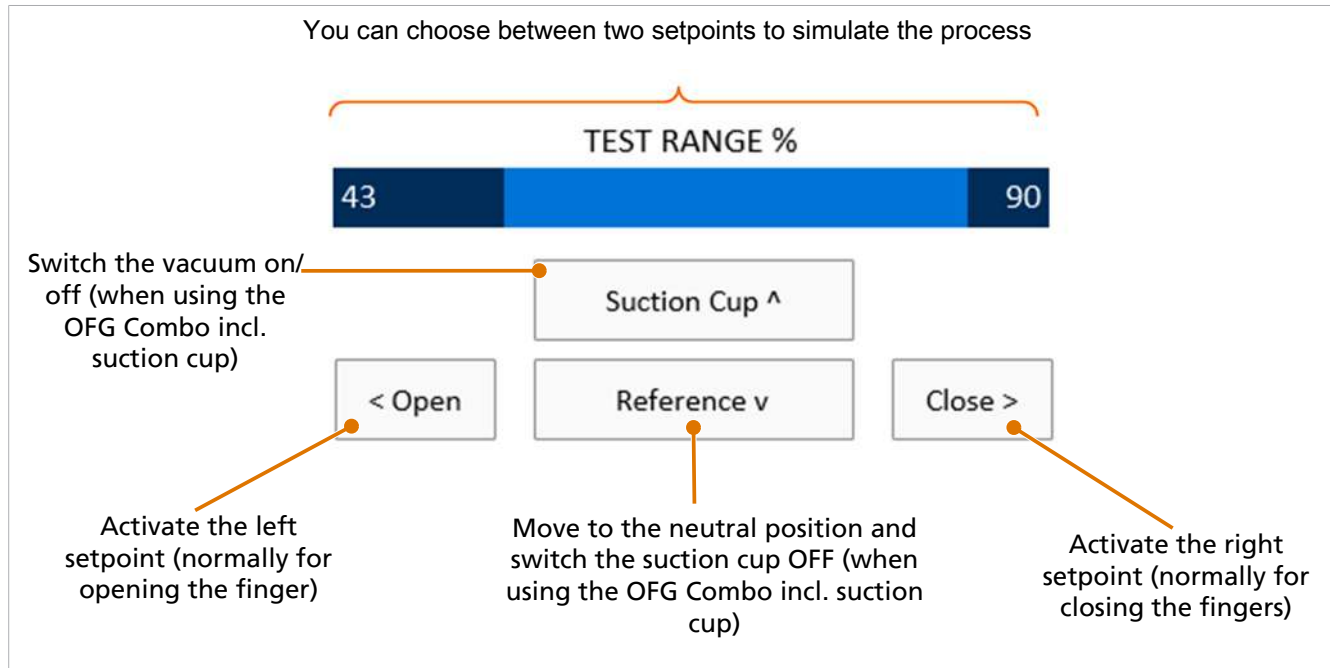 You can choose between two setpoints to simulate the process
TEST RANGE %
43 90
Switch the vacuum on/
off (when using the
OFG Combo incl.
suction cup)
Suction Cup ^
< Open
Reference v
Close >
Activate the left
setpoint (normally for
opening the finger)
Move to the neutral position and
switch the suction cup OFF (when
using the OFG Combo incl. suction
cup)
Activate the right
setpoint (normally for
closing the fingers)